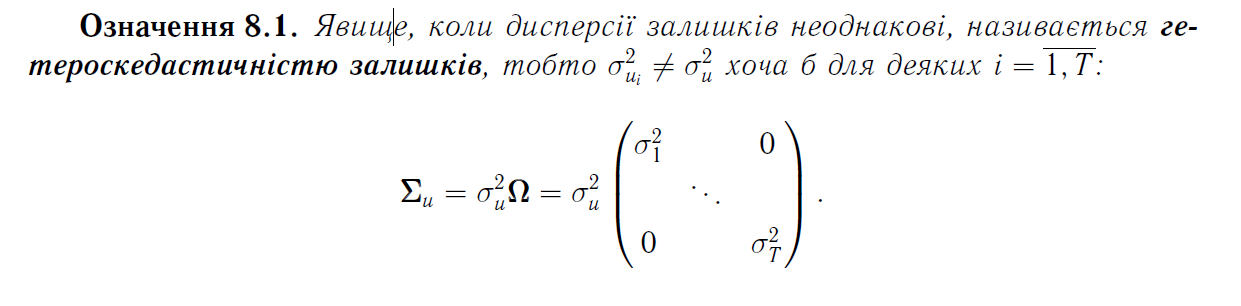 Означення 8.1. Явище, коли дисперсії залишків неоднакові, називається ге-
тероскедастичністю залишків, тобто σ²_{u_i} ≠ σ²_u хоча б для деяких i = \overline{1, T}:
Σ_u = σ²_u Ω = σ²_u ( σ²_1 0
⋱
0 σ²_T ) .